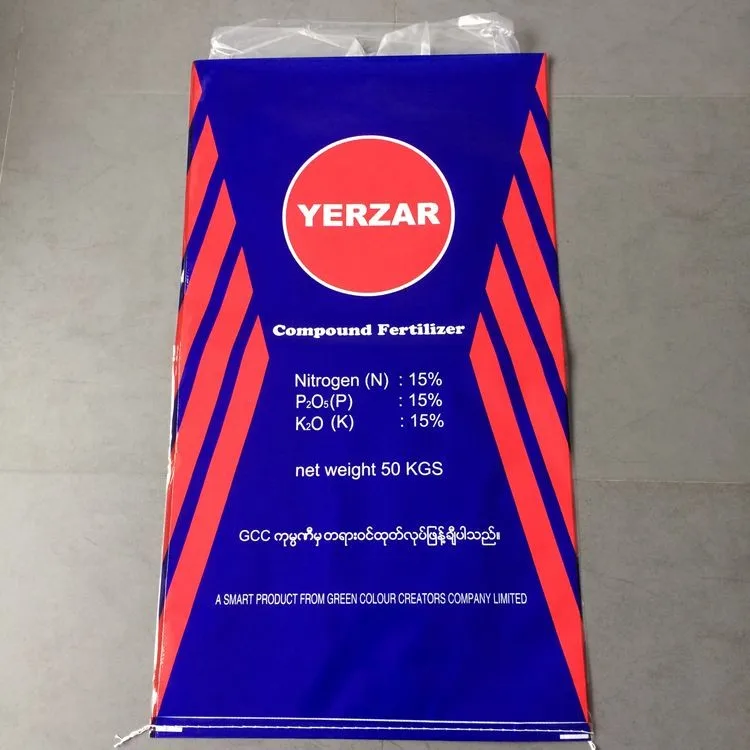 YERZAR
Compound Fertilizer
Nitrogen (N) : 15%
P₂O₅(P) : 15%
K₂O (K) : 15%
net weight 50 KGS
GCC ကုမ္ပဏီမှ တရားဝင်ထုတ်လုပ်ဖြန့်ချီပါသည်။
A SMART PRODUCT FROM GREEN COLOUR CREATORS COMPANY LIMITED